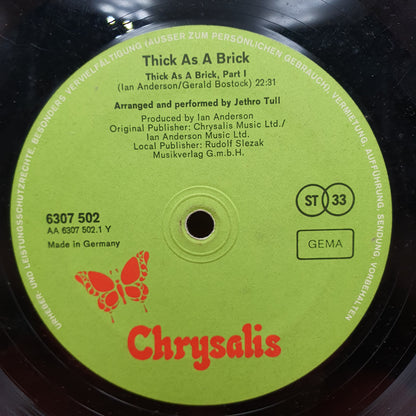 BESONDERS VERVIELFÄLTIGUNG (AUSSER ZUM PERSÖNLICHEN GEBRAUCH), VERMIETUNG, AUFFÜHRUNG, SENDUNG VORBEHALTEN
Thick As A Brick
Thick As A Brick, Part I
(Ian Anderson/Gerald Bostock) 22:31
Arranged and performed by Jethro Tull
Produced by Ian Anderson
Original Publisher: Chrysalis Music Ltd./
Ian Anderson Music Ltd.
Local Publisher: Rudolf Slezak
Musikverlag G.m.b.H.
6307 502
AA 6307 502.1 Y
Made in Germany
ST 33
GEMA
Chrysalis
URHEBER- UND LEISTUNGSSCHUTZRECHTE,